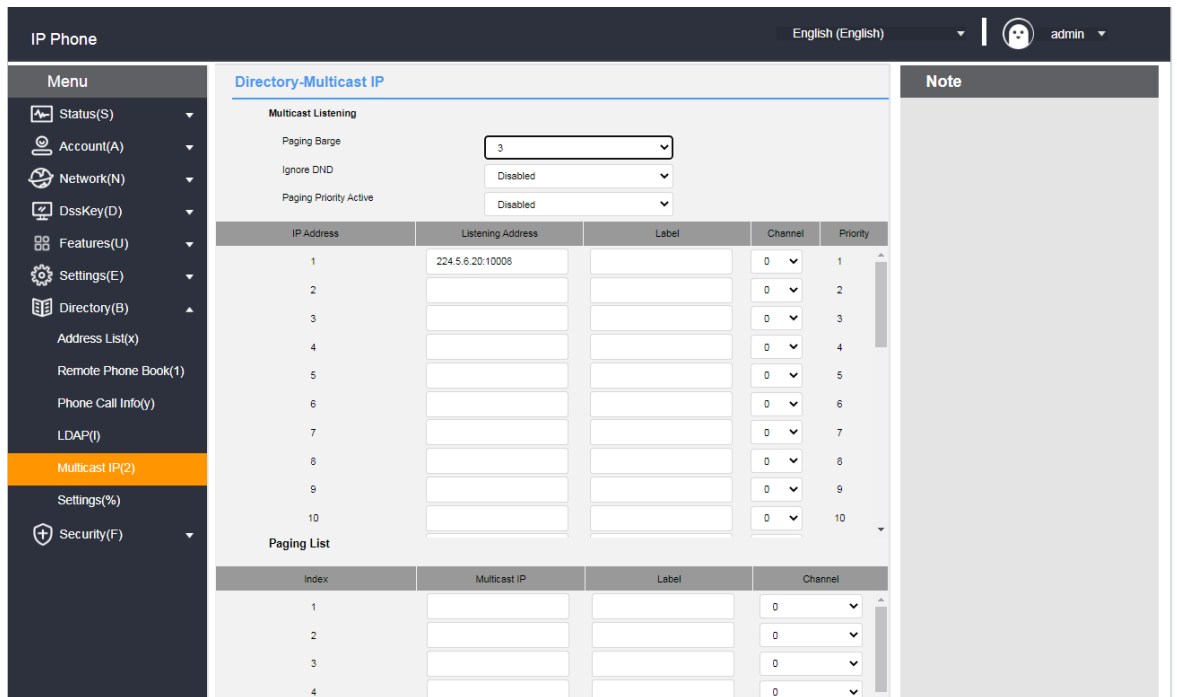 IP Phone
English (English)
admin
Menu
Status(S)
Account(A)
Network(N)
DssKey(D)
Features(U)
Settings(E)
Directory(B)
Address List(x)
Remote Phone Book(1)
Phone Call Info(y)
LDAP(I)
Multicast IP(2)
Settings(%)
Security(F)
Directory-Multicast IP
Multicast Listening
Paging Barge 3
Ignore DND Disabled
Paging Priority Active Disabled
IP Address Listening Address Label Channel Priority
1 224.5.6.20:10008 0 1
2 0 2
3 0 3
4 0 4
5 0 5
6 0 6
7 0 7
8 0 8
9 0 9
10 0 10
Paging List
Index Multicast IP Label Channel
1 0
2 0
3 0
4 0
Note